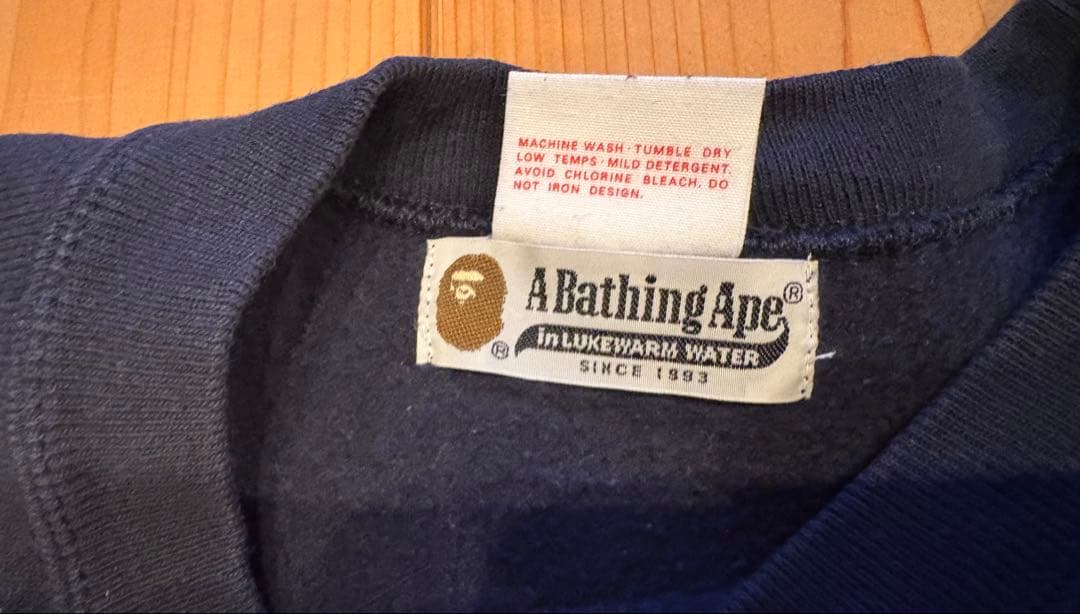 MACHINE WASH · TUMBLE DRY
LOW TEMPS · MILD DETERGENT.
AVOID CHLORINE BLEACH. DO
NOT IRON DESIGN.
A Bathing Ape®
®
in LUKEWARM WATER
SINCE 1993